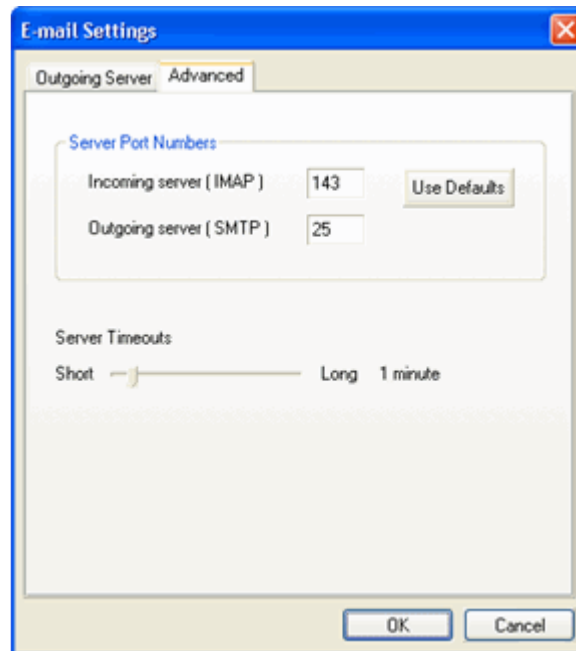 E-mail Settings
Outgoing Server Advanced
Server Port Numbers
Incoming server ( IMAP ) 143 Use Defaults
Outgoing server ( SMTP ) 25
Server Timeouts
Short Long 1 minute
OK Cancel